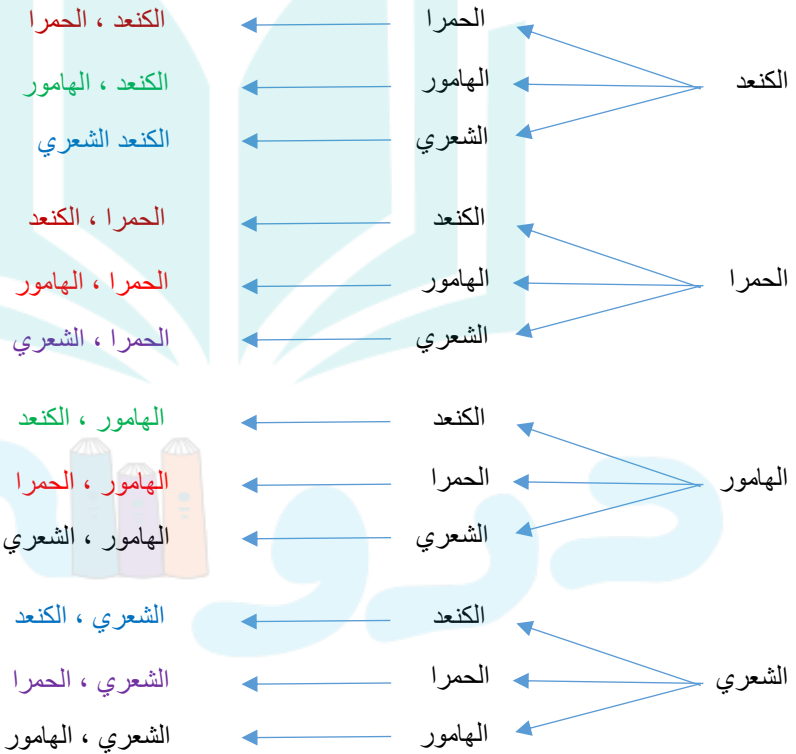 الحمرا الكنعد ، الحمرا
الكنعد الهامور الكنعد ، الهامور
الشعري الكنعد الشعري
الكنعد الحمرا ، الكنعد
الحمرا الهامور الحمرا ، الهامور
الشعري الحمرا ، الشعري
الكنعد الهامور ، الكنعد
الهامور الحمرا الهامور ، الحمرا
الشعري الهامور ، الشعري
الكنعد الشعري ، الكنعد
الشعري الحمرا الشعري ، الحمرا
الهامور الشعري ، الهامور